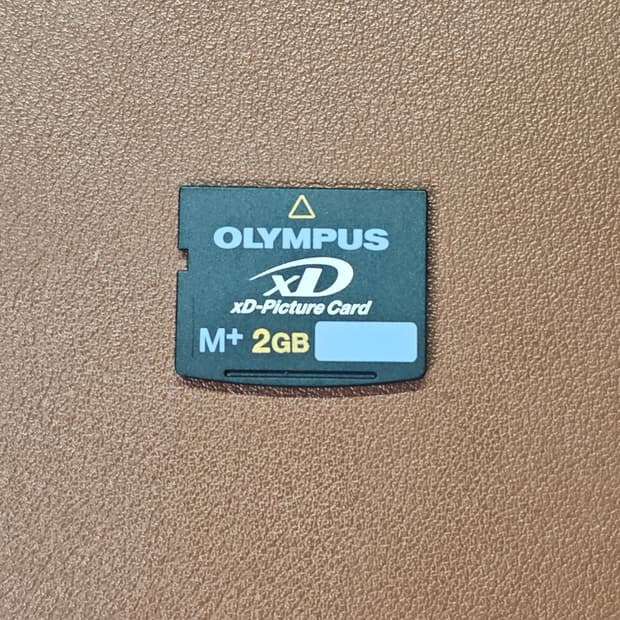 OLYMPUS
xD
xD-Picture Card
M+ 2GB